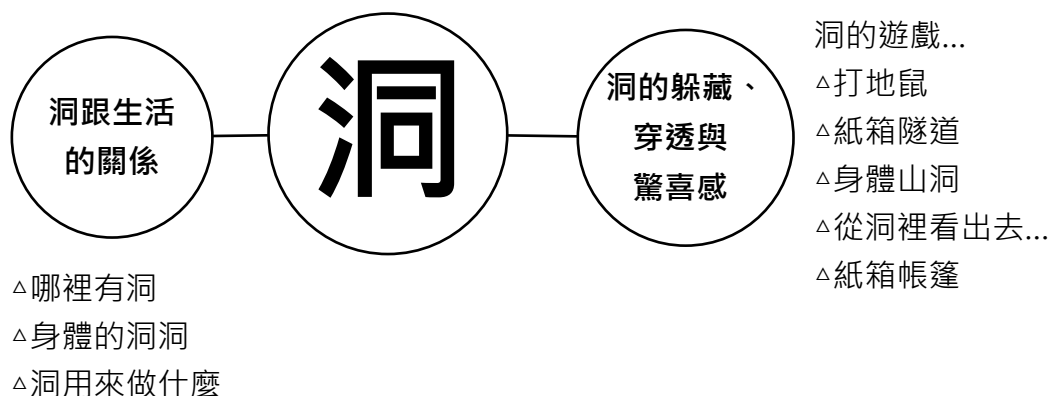 洞跟生活
的關係
洞
洞的躲藏、
穿透與
驚喜感
洞的遊戲...
△打地鼠
△紙箱隧道
△身體山洞
△從洞裡看出去...
△紙箱帳篷
△哪裡有洞
△身體的洞洞
△洞用來做什麼